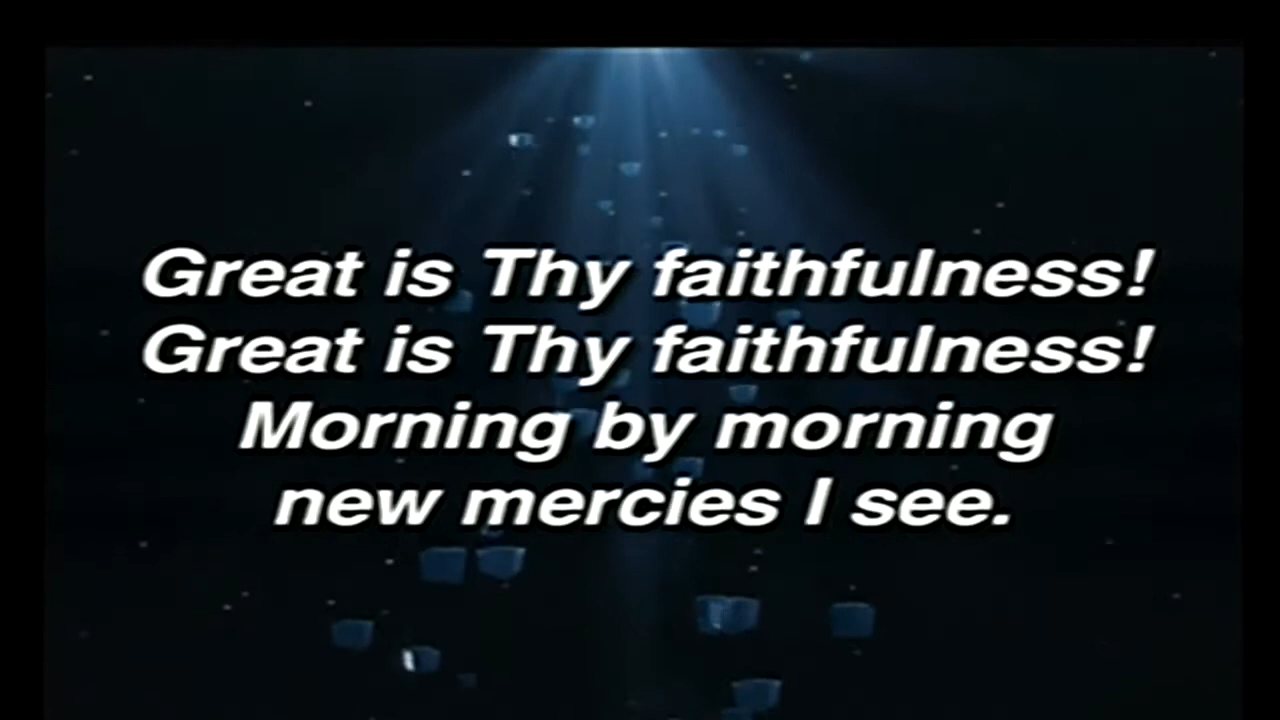 Great is Thy faithfulness!
Great is Thy faithfulness!
Morning by morning
new mercies I see.